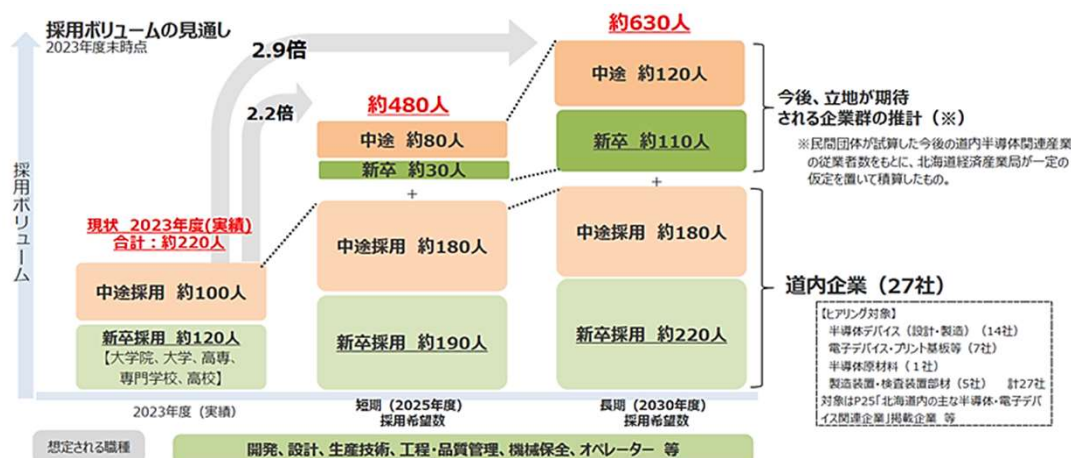 採用ボリュームの見通し
2023年度末時点
採用ボリューム
2.9倍
2.2倍
現状 2023年度(実績)
合計：約220人
中途採用 約100人
新卒採用 約120人
【大学院、大学、高専、
専門学校、高校】
2023年度（実績）
約480人
中途 約80人
新卒 約30人
+
中途採用 約180人
新卒採用 約190人
短期（2025年度）
採用希望数
約630人
中途 約120人
新卒 約110人
+
中途採用 約180人
新卒採用 約220人
長期（2030年度）
採用希望数
今後、立地が期待
される企業群の推計（※）
※民間団体が試算した今後の道内半導体関連産業
の従業者数をもとに、北海道経済産業局が一定の
仮定を置いて積算したもの。
道内企業（27社）
【ヒアリング対象】
半導体デバイス（設計・製造）（14社）
電子デバイス・プリント基板等（7社）
半導体原材料（１社）
製造装置・検査装置部材（5社） 計27社
対象はP25「北海道内の主な半導体・電子デバ
イス関連企業」掲載企業 等
想定される職種
開発、設計、生産技術、工程・品質管理、機械保全、オペレーター 等